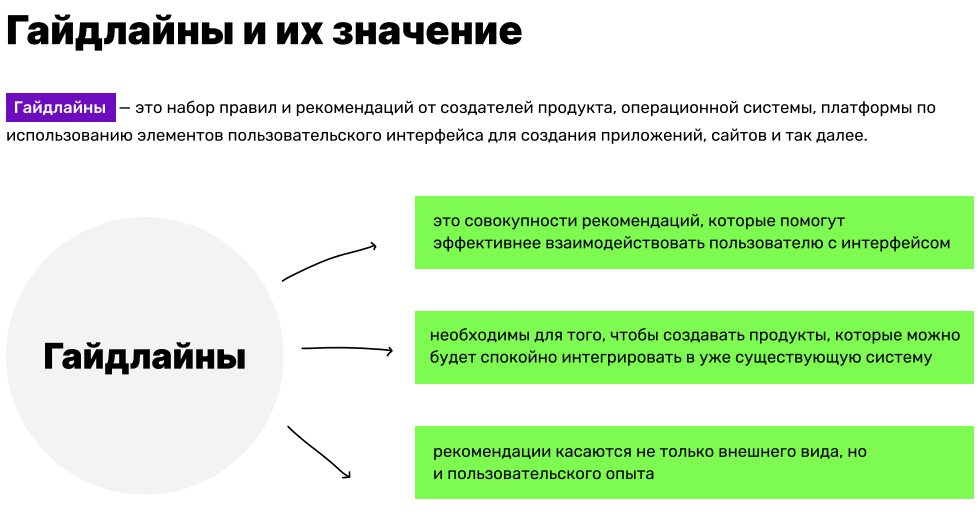 Гайдлайны и их значение
Гайдлайны — это набор правил и рекомендаций от создателей продукта, операционной системы, платформы по
использованию элементов пользовательского интерфейса для создания приложений, сайтов и так далее.
Гайдлайны
это совокупности рекомендаций, которые помогут
эффективнее взаимодействовать пользователю с интерфейсом
необходимы для того, чтобы создавать продукты, которые можно
будет спокойно интегрировать в уже существующую систему
рекомендации касаются не только внешнего вида, но
и пользовательского опыта